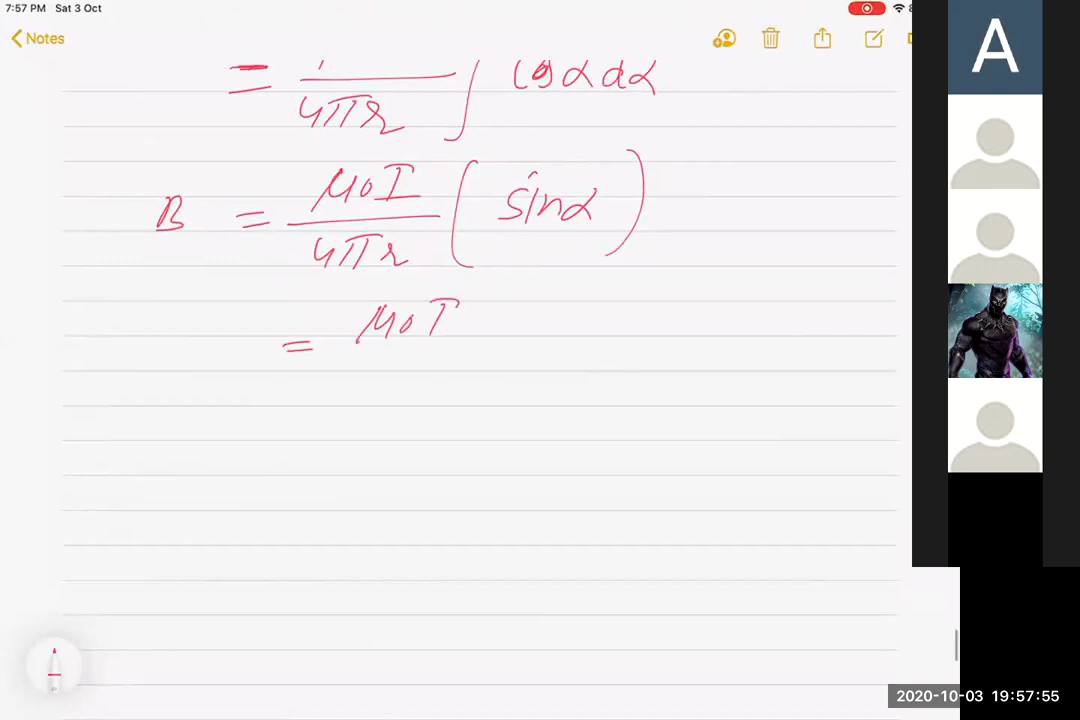 7:57 PM Sat 3 Oct
Notes
A
= / 4πr ∫ cosα dα
B = μ0I / 4πr ( sinα )
= μ0I
2020-10-03 19:57:55